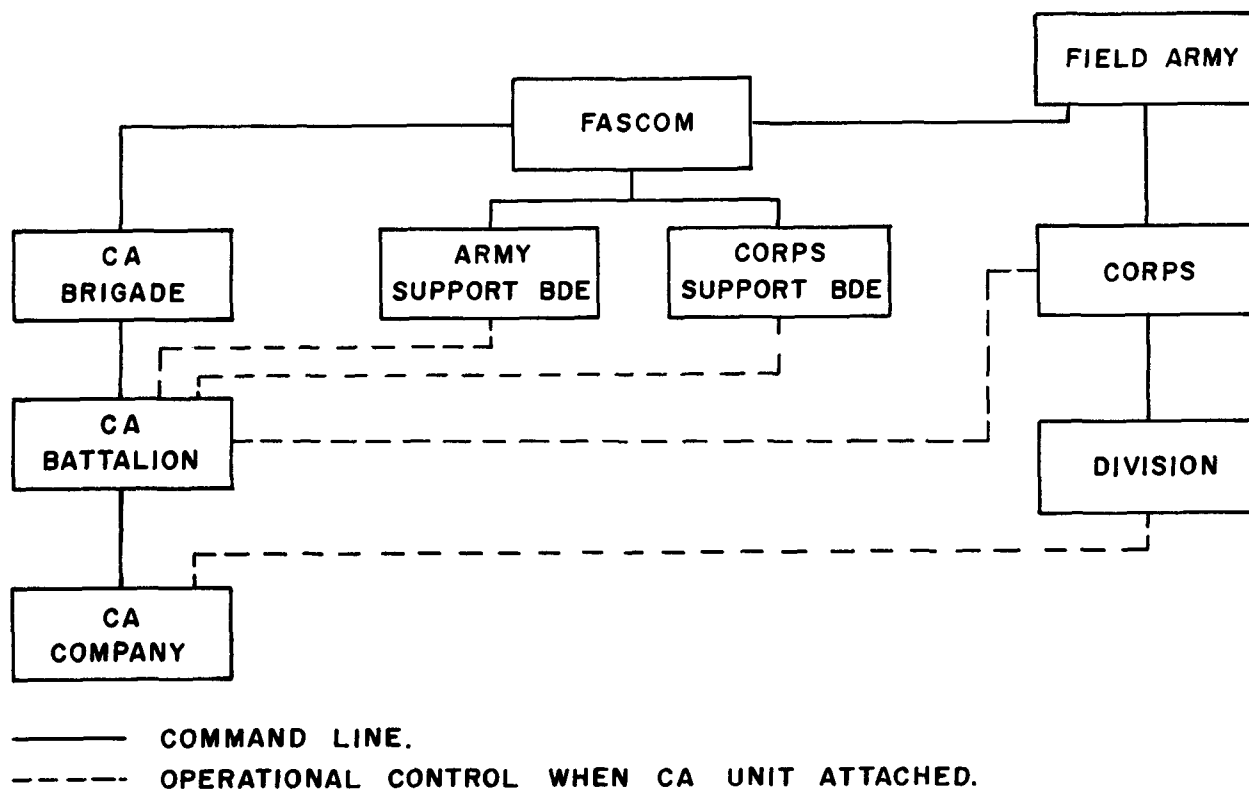 FIELD ARMY
FASCOM
CA
BRIGADE
ARMY
SUPPORT BDE
CORPS
SUPPORT BDE
CORPS
CA
BATTALION
DIVISION
CA
COMPANY
COMMAND LINE.
OPERATIONAL CONTROL WHEN CA UNIT ATTACHED.